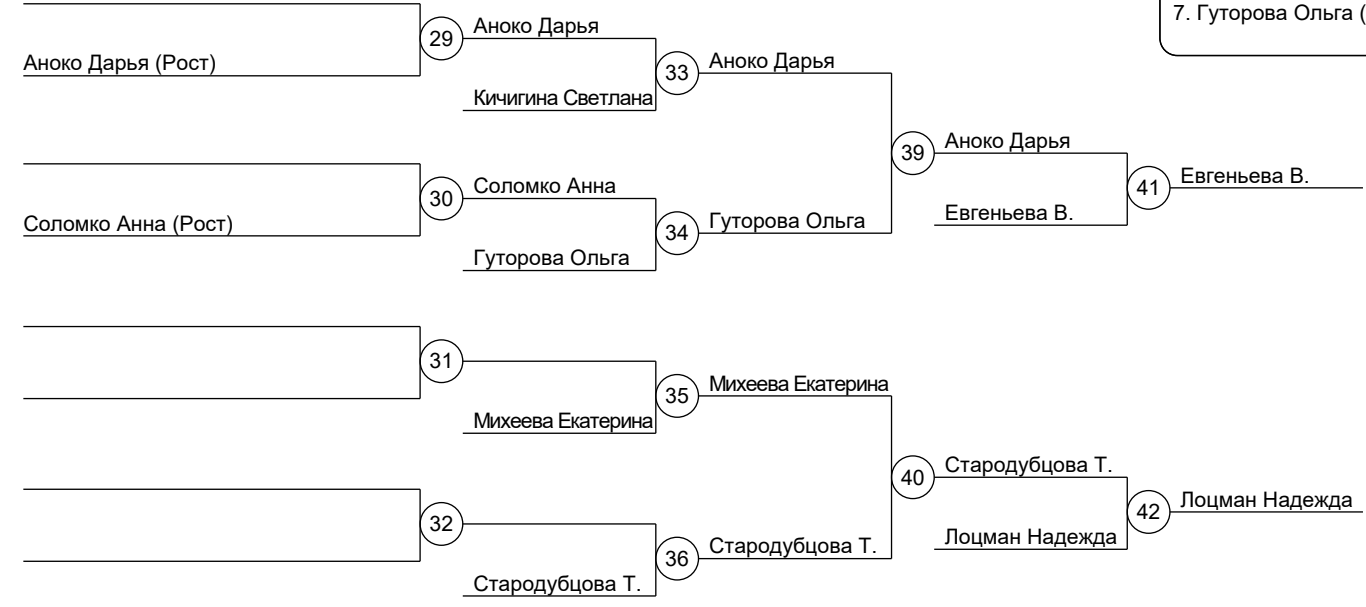 7. Гуторова Ольга (
Аноко Дарья
29
Аноко Дарья (Рост)
Аноко Дарья
33
Кичигина Светлана
Аноко Дарья
39
Евгеньева В.
41
Соломко Анна
30
Евгеньева В.
Соломко Анна (Рост)
Гуторова Ольга
34
Гуторова Ольга
31
Михеева Екатерина
35
Михеева Екатерина
Стародубцова Т.
40
Лоцман Надежда
42
32
Лоцман Надежда
Стародубцова Т.
36
Стародубцова Т.